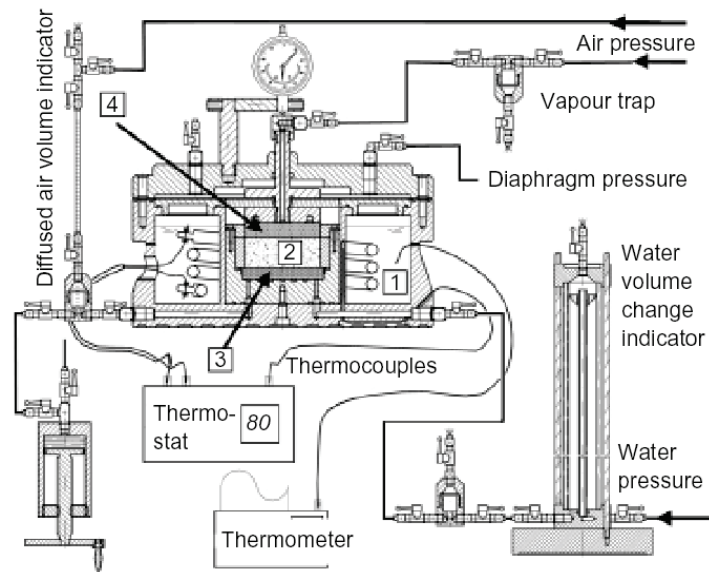 Air pressure
Vapour trap
Diffused air volume indicator
4
Diaphragm pressure
2
1
Water
volume
change
indicator
3
Thermocouples
Thermo-
stat
80
Water
pressure
Thermometer